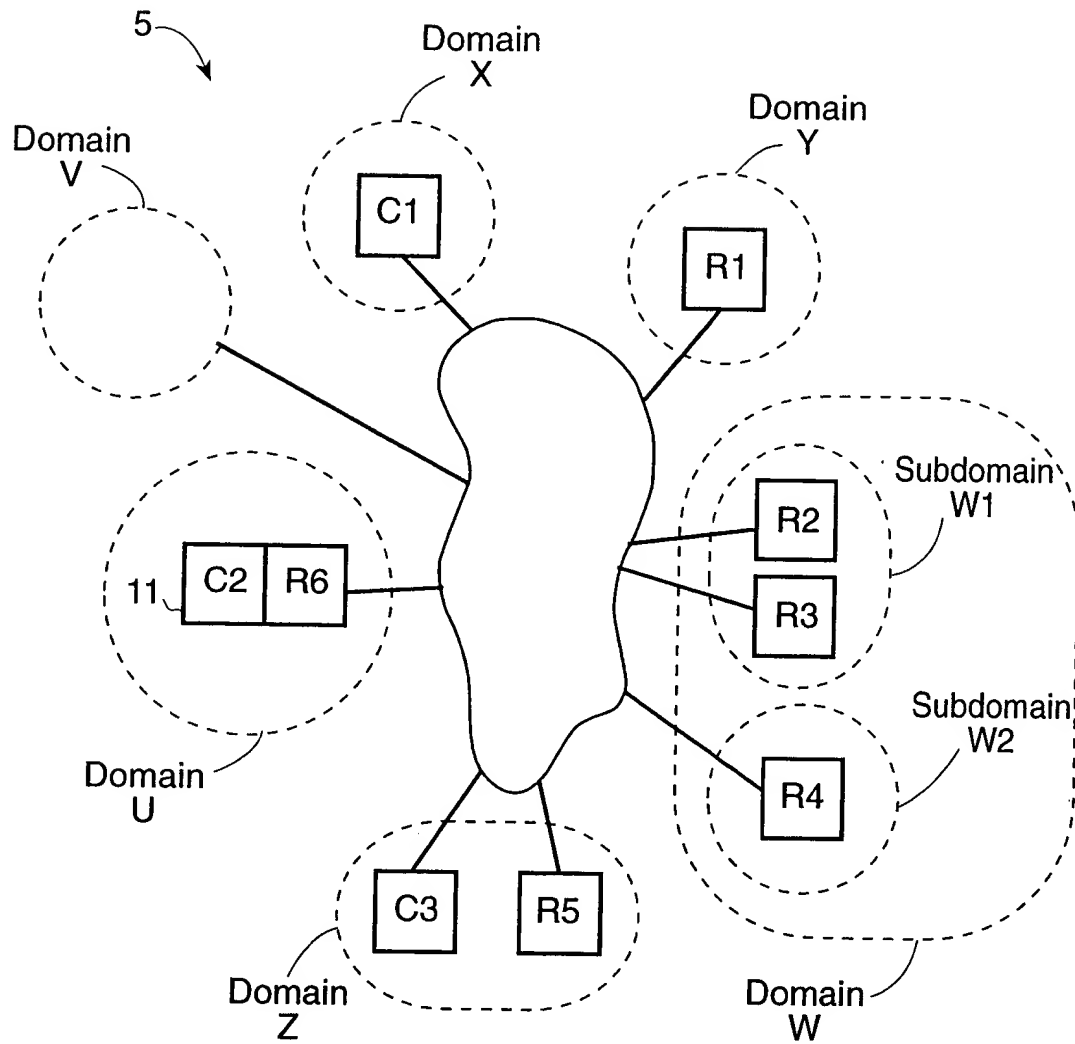 5
Domain
X
Domain
Y
Domain
V
C1
R1
Subdomain
W1
R2
R3
11
C2
R6
Subdomain
W2
R4
Domain
U
C3
R5
Domain
Z
Domain
W